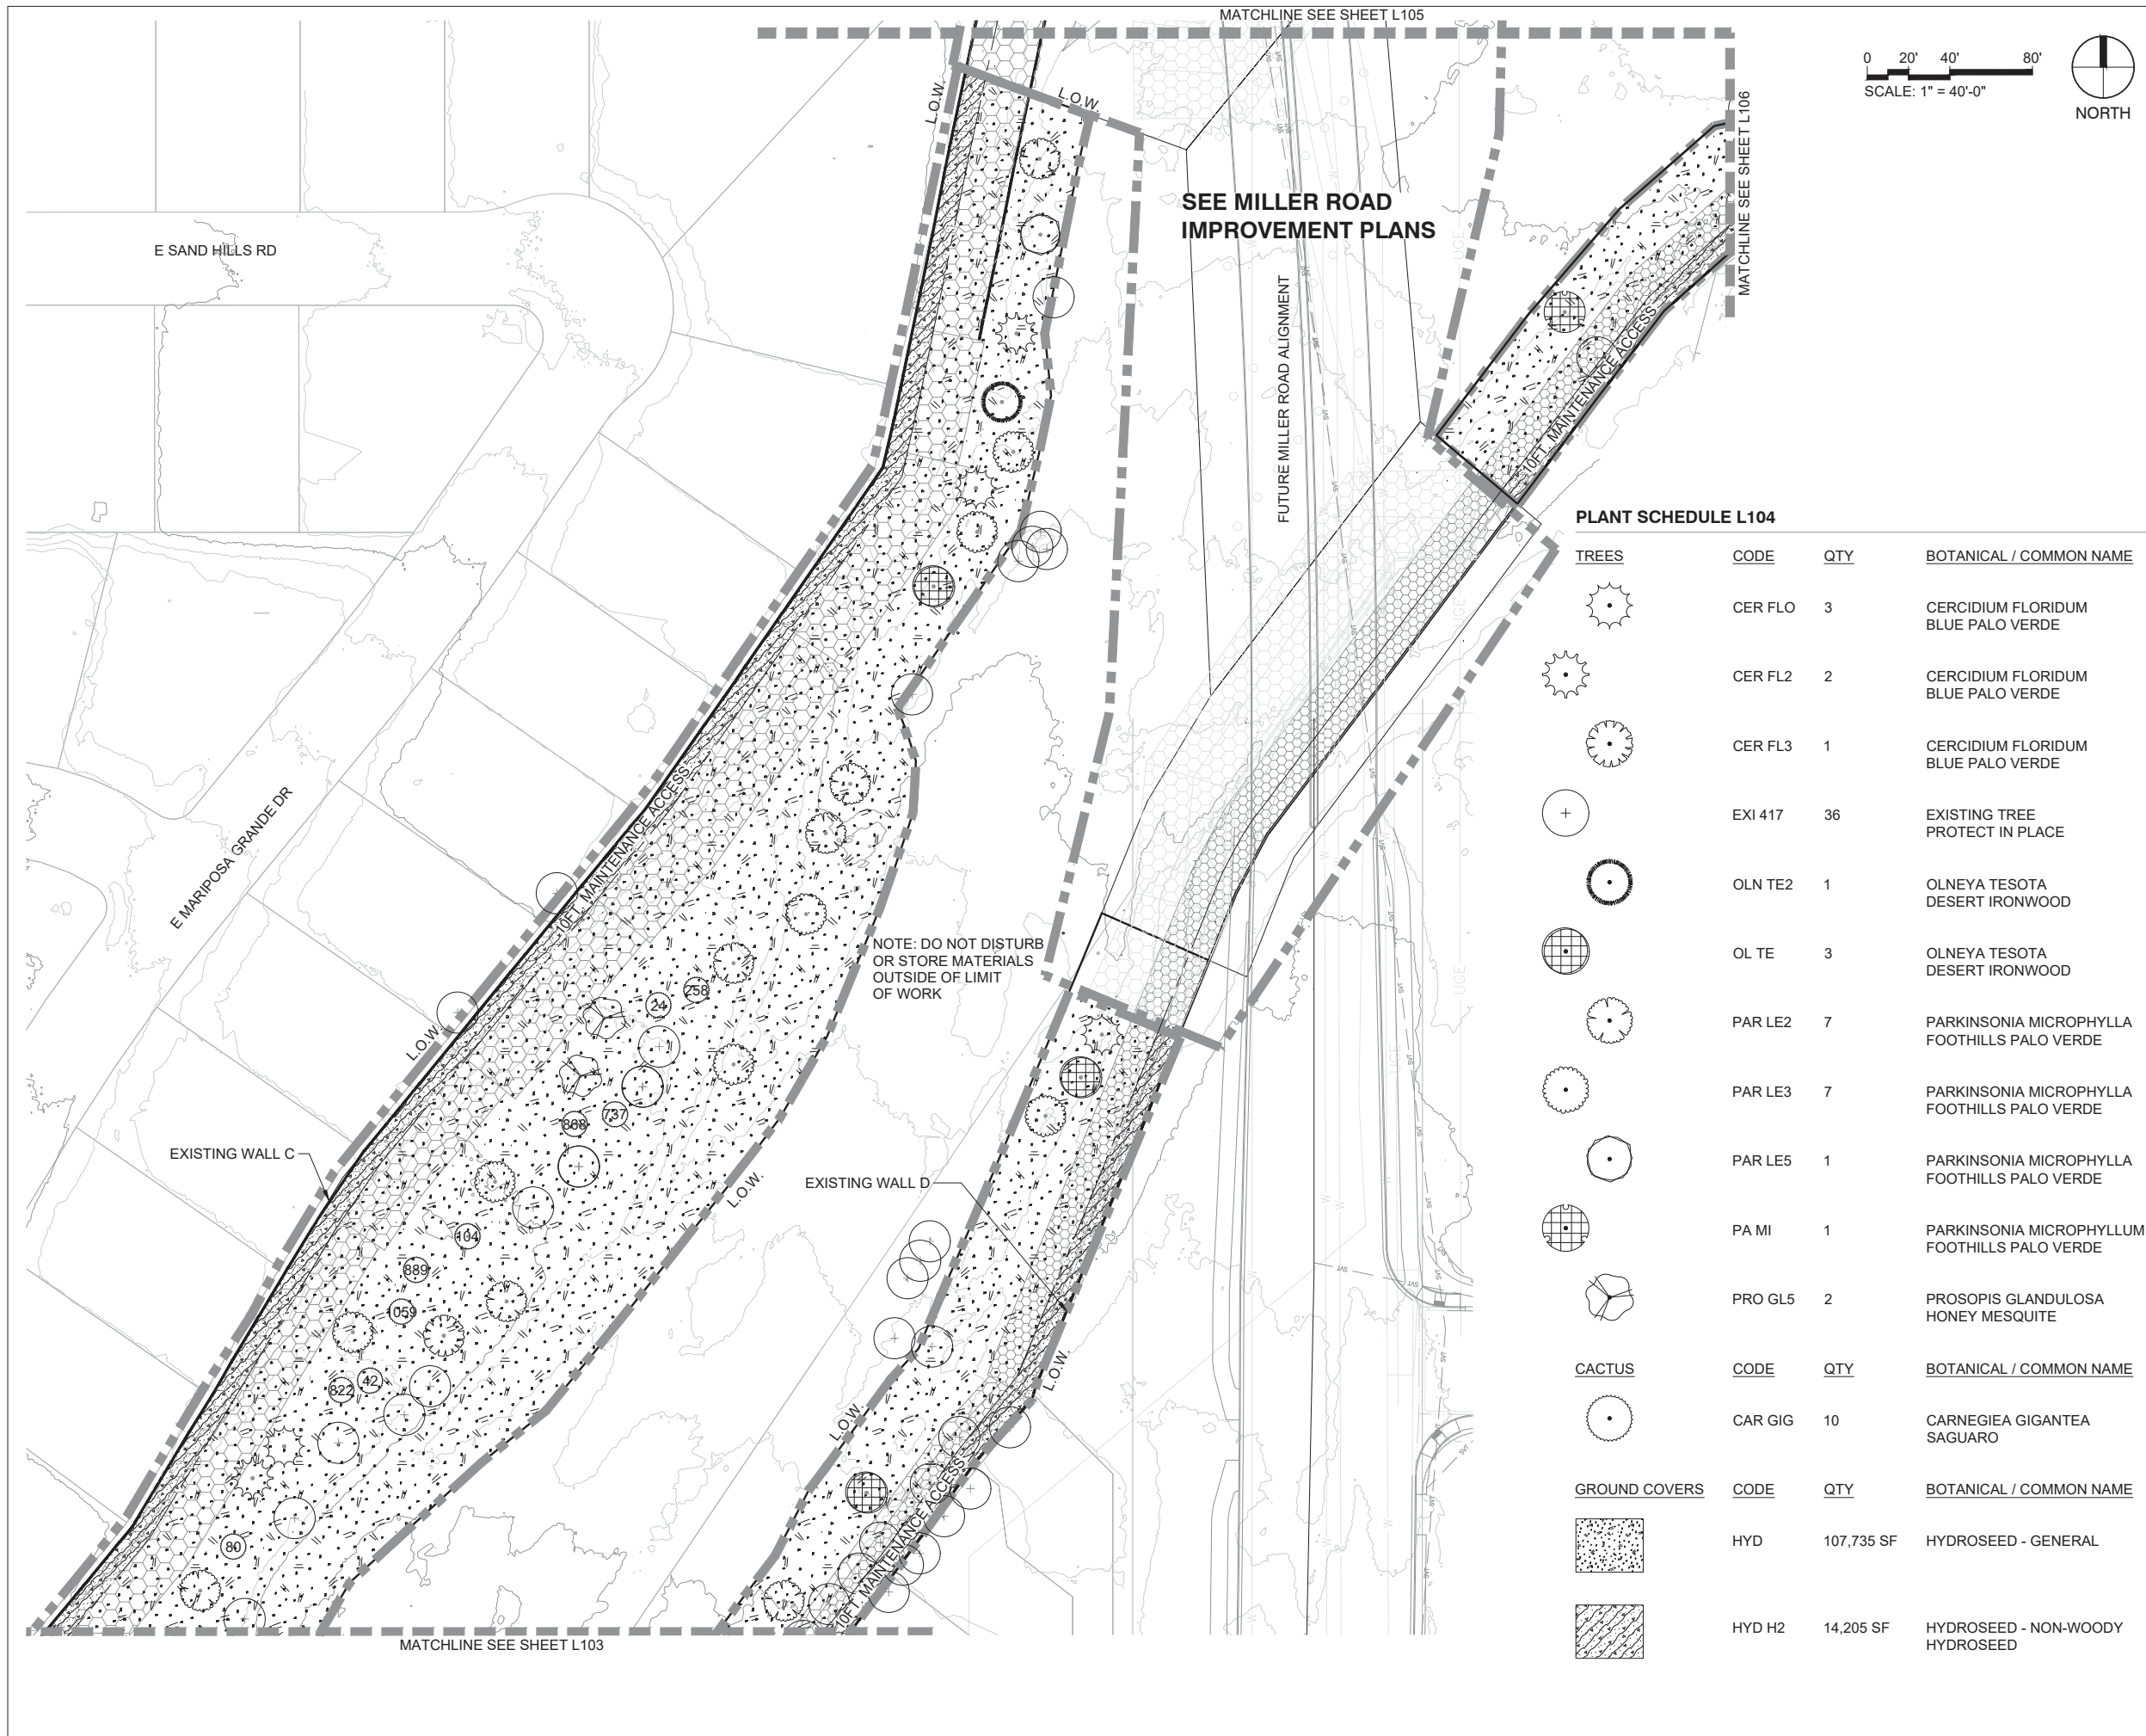 MATCHLINE SEE SHEET L105
0 20' 40' 80'
SCALE: 1" = 40'-0"
NORTH
L.O.W.
L.O.W.
MATCHLINE SEE SHEET L106
SEE MILLER ROAD
IMPROVEMENT PLANS
E SAND HILLS RD
FUTURE MILLER ROAD ALIGNMENT
10FT. MAINTENANCE ACCESS
E MARIPOSA GRANDE DR
10FT. MAINTENANCE ACCESS
NOTE: DO NOT DISTURB
OR STORE MATERIALS
OUTSIDE OF LIMIT
OF WORK
258
24
L.O.W.
737
868
EXISTING WALL C
EXISTING WALL D
L.O.W.
104
889
1059
42
822
80
L.O.W.
L.O.W.
10FT. MAINTENANCE ACCESS
MATCHLINE SEE SHEET L103
PLANT SCHEDULE L104
TREES CODE QTY BOTANICAL / COMMON NAME
CER FLO 3 CERCIDIUM FLORIDUM
BLUE PALO VERDE
CER FL2 2 CERCIDIUM FLORIDUM
BLUE PALO VERDE
CER FL3 1 CERCIDIUM FLORIDUM
BLUE PALO VERDE
EXI 417 36 EXISTING TREE
PROTECT IN PLACE
OLN TE2 1 OLNEYA TESOTA
DESERT IRONWOOD
OL TE 3 OLNEYA TESOTA
DESERT IRONWOOD
PAR LE2 7 PARKINSONIA MICROPHYLLA
FOOTHILLS PALO VERDE
PAR LE3 7 PARKINSONIA MICROPHYLLA
FOOTHILLS PALO VERDE
PAR LE5 1 PARKINSONIA MICROPHYLLA
FOOTHILLS PALO VERDE
PA MI 1 PARKINSONIA MICROPHYLLUM
FOOTHILLS PALO VERDE
PRO GL5 2 PROSOPIS GLANDULOSA
HONEY MESQUITE
CACTUS CODE QTY BOTANICAL / COMMON NAME
CAR GIG 10 CARNEGIEA GIGANTEA
SAGUARO
GROUND COVERS CODE QTY BOTANICAL / COMMON NAME
HYD 107,735 SF HYDROSEED - GENERAL
HYD H2 14,205 SF HYDROSEED - NON-WOODY
HYDROSEED